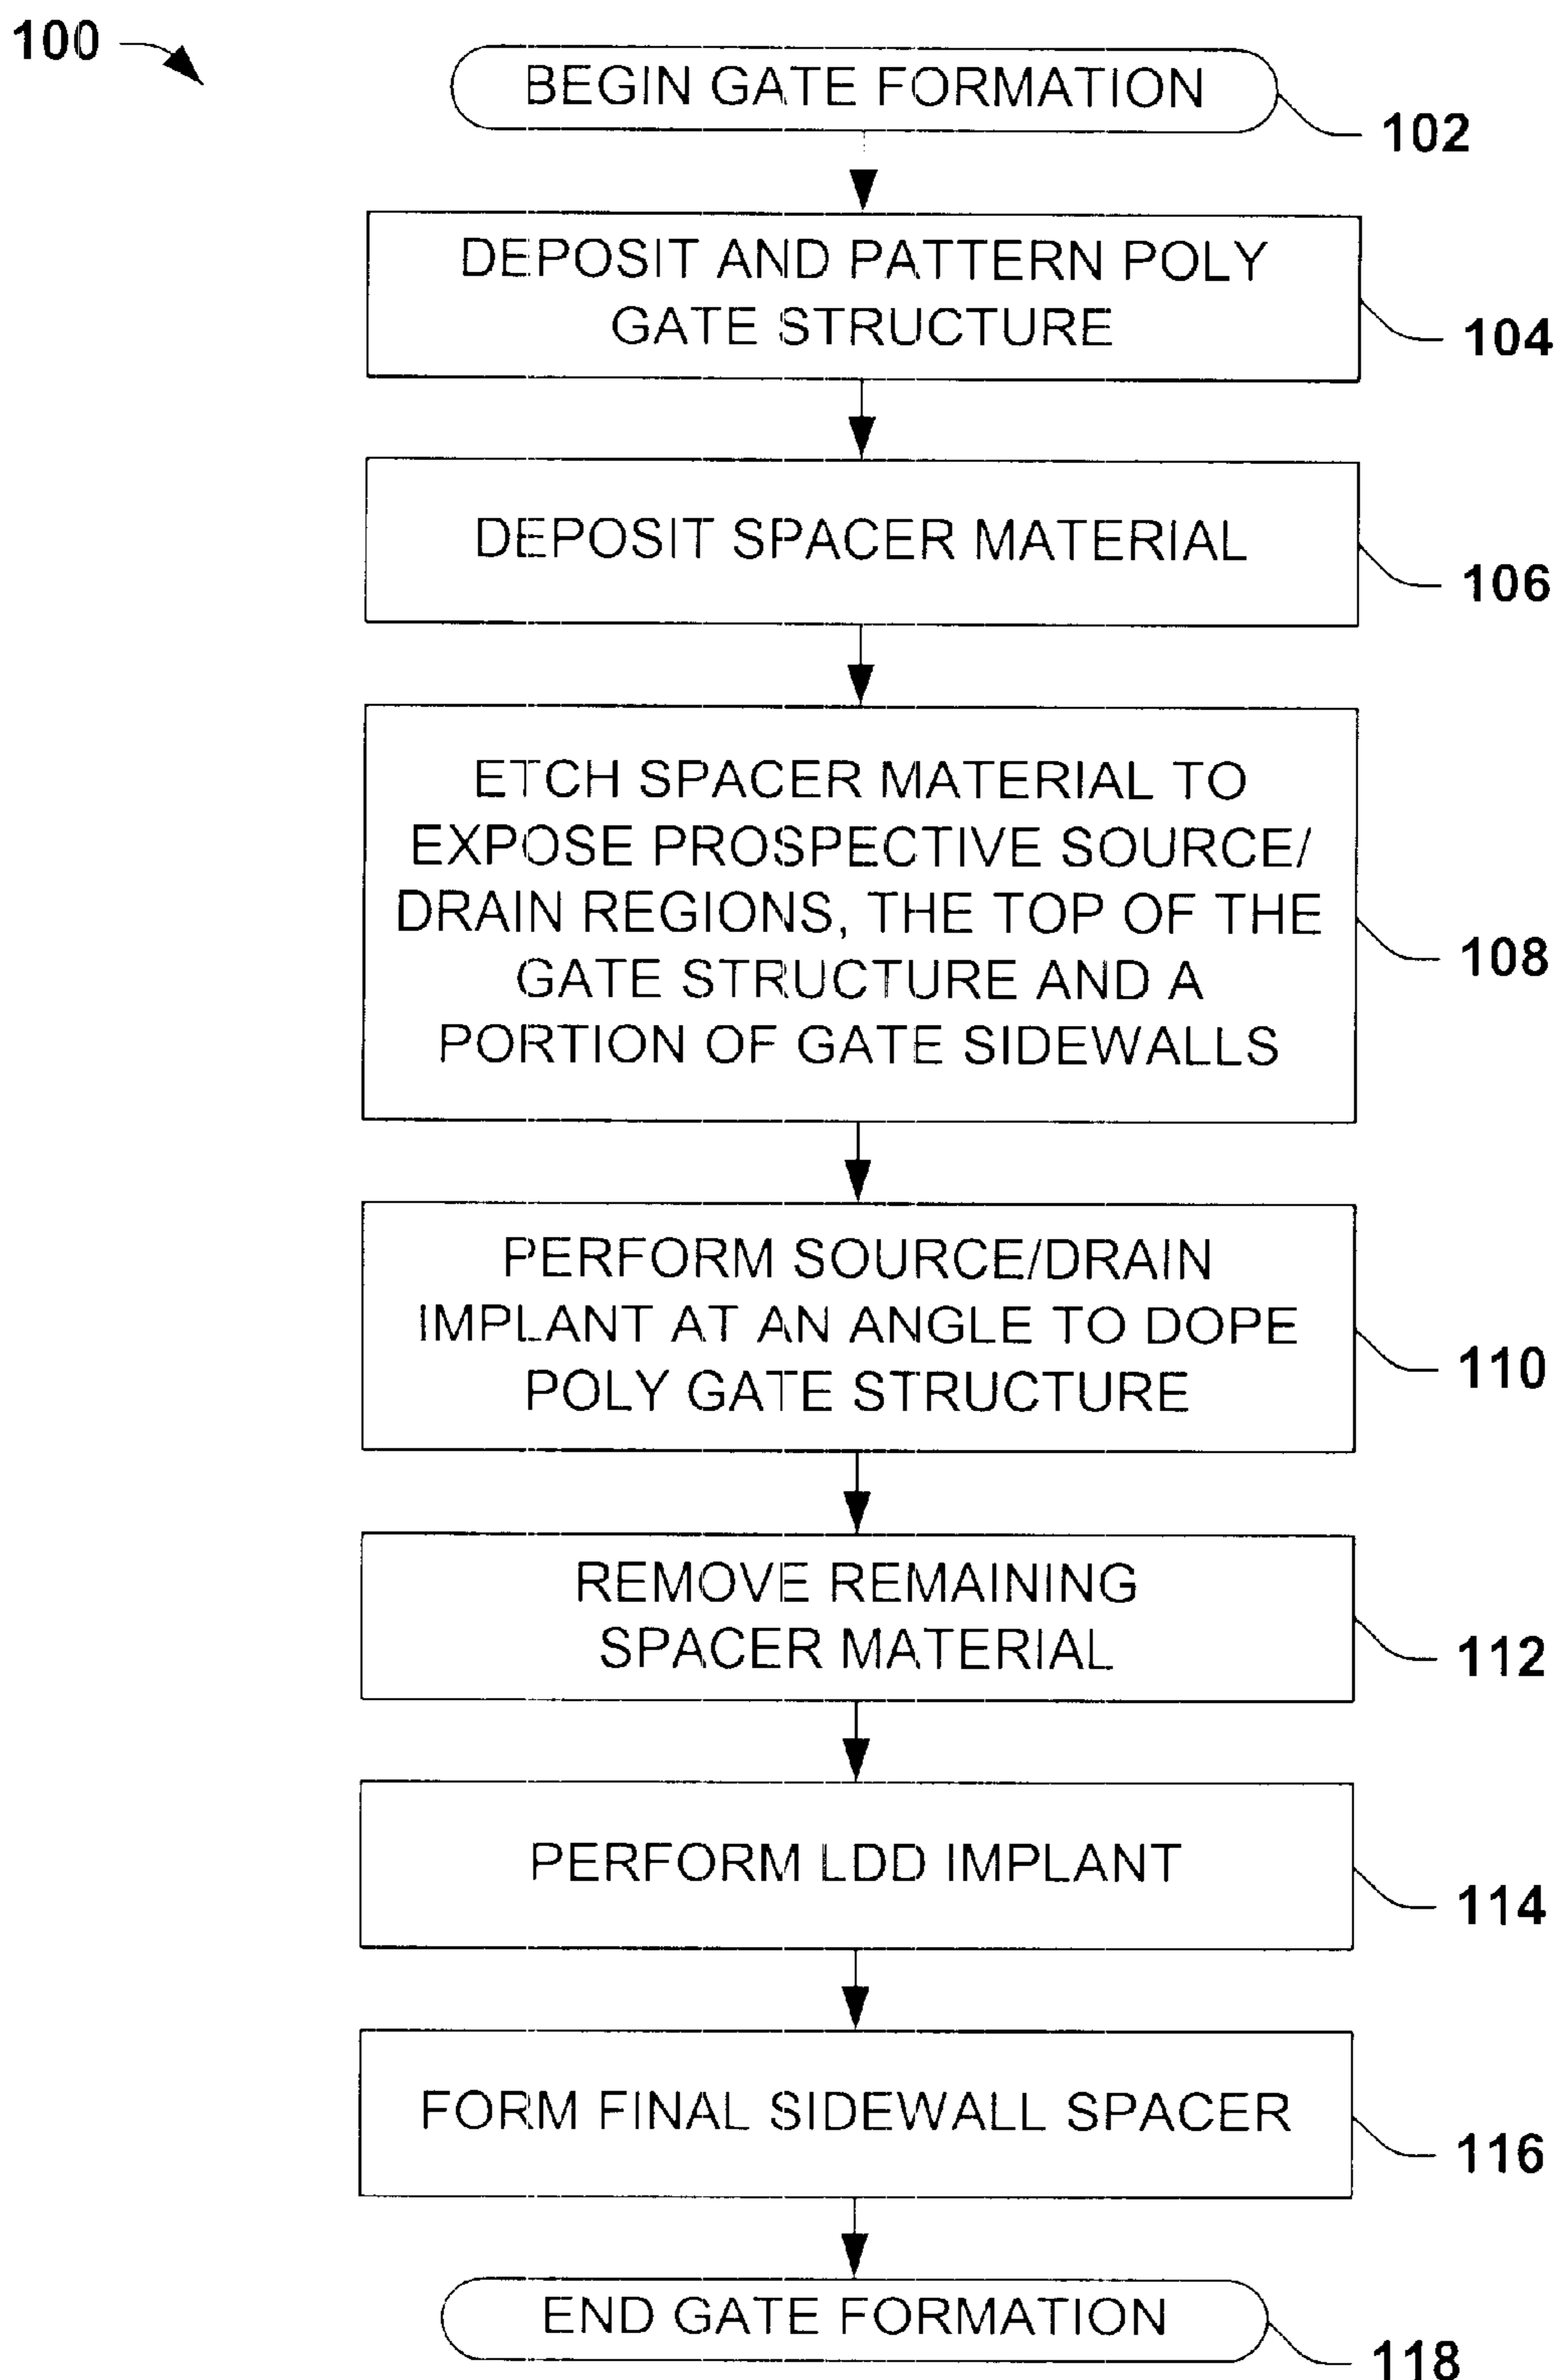 100
BEGIN GATE FORMATION
102
DEPOSIT AND PATTERN POLY
GATE STRUCTURE
104
DEPOSIT SPACER MATERIAL
106
ETCH SPACER MATERIAL TO
EXPOSE PROSPECTIVE SOURCE/
DRAIN REGIONS, THE TOP OF THE
GATE STRUCTURE AND A
PORTION OF GATE SIDEWALLS
108
PERFORM SOURCE/DRAIN
IMPLANT AT AN ANGLE TO DOPE
POLY GATE STRUCTURE
110
REMOVE REMAINING
SPACER MATERIAL
112
PERFORM LDD IMPLANT
114
FORM FINAL SIDEWALL SPACER
116
END GATE FORMATION
118